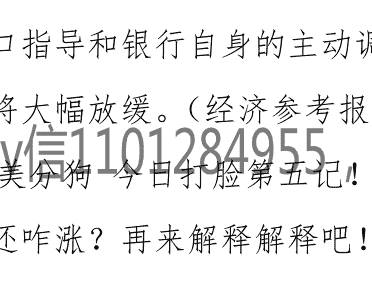 口指导和银行自身的主动调
将大幅放缓。（经济参考报
v信1101284955
美分狗 今日打脸第五记！
还咋涨？再来解释解释吧！